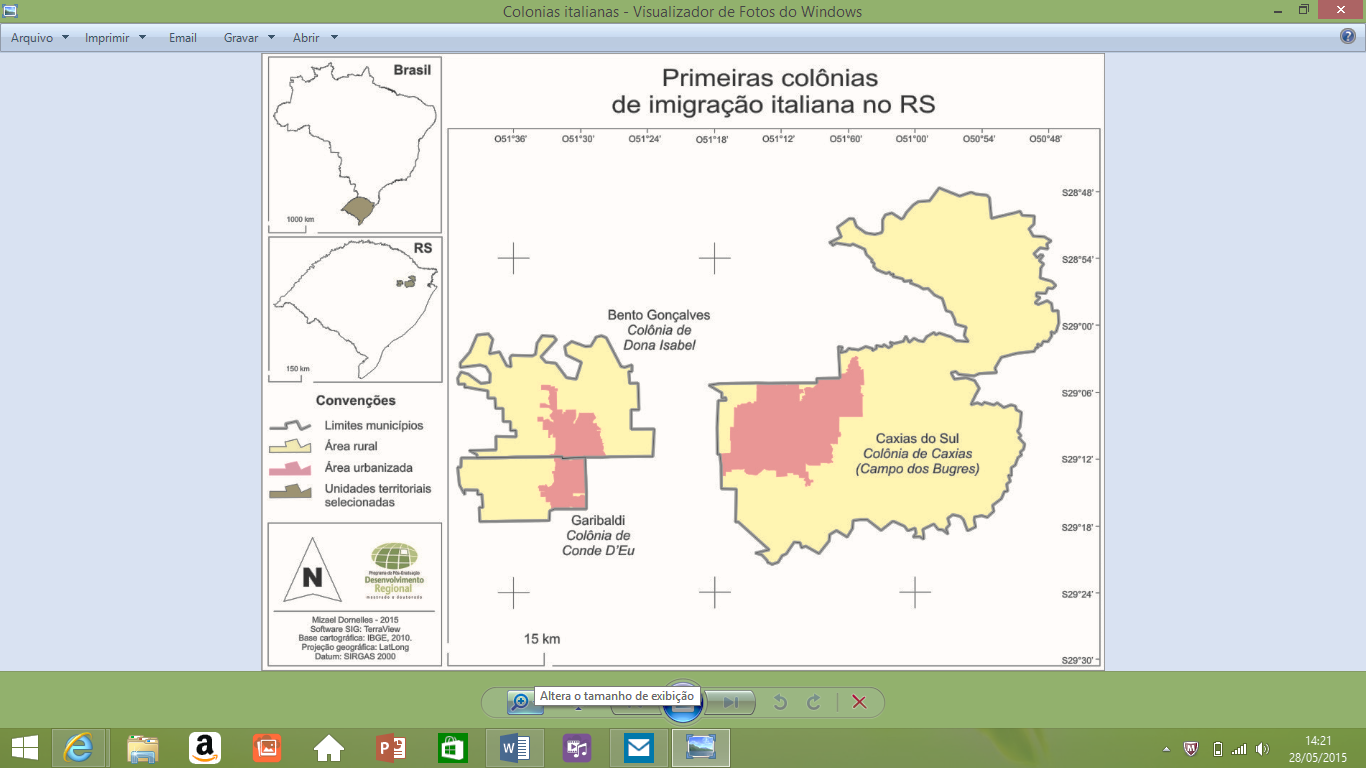 Colonias italianas - Visualizador de Fotos do Windows
Arquivo Imprimir Email Gravar Abrir
Brasil
1000 km
RS
150 km
Convenções
Limites municípios
Área rural
Área urbanizada
Unidades territoriais
selecionadas
N
Programa de Pós-Graduação
Desenvolvimento
Regional
mestrado e doutorado
Mizael Dornelles - 2015
Software SIG: TerraView
Base cartográfica: IBGE, 2010.
Projeção geográfica: LatLong
Datum: SIRGAS 2000
Primeiras colônias
de imigração italiana no RS
O51°36' O51°30' O51°24' O51°18' O51°12' O51°60' O51°00' O50°54' O50°48'
S28°48'
S28°54'
S29°00'
S29°06'
S29°12'
S29°18'
S29°24'
S29°30'
Bento Gonçalves
Colônia de
Dona Isabel
Caxias do Sul
Colônia de Caxias
(Campo dos Bugres)
Garibaldi
Colônia de
Conde D'Eu
15 km
Altera o tamanho de exibição
14:21
28/05/2015